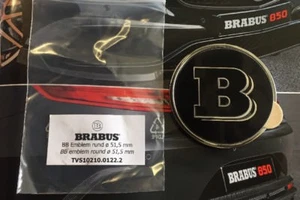 BRABUS 850
BRABUS
BB Emblem rund ø 51,5 mm
BB emblem round ø 51,5 mm
TVS10210.0122.2
B
BRABUS 850